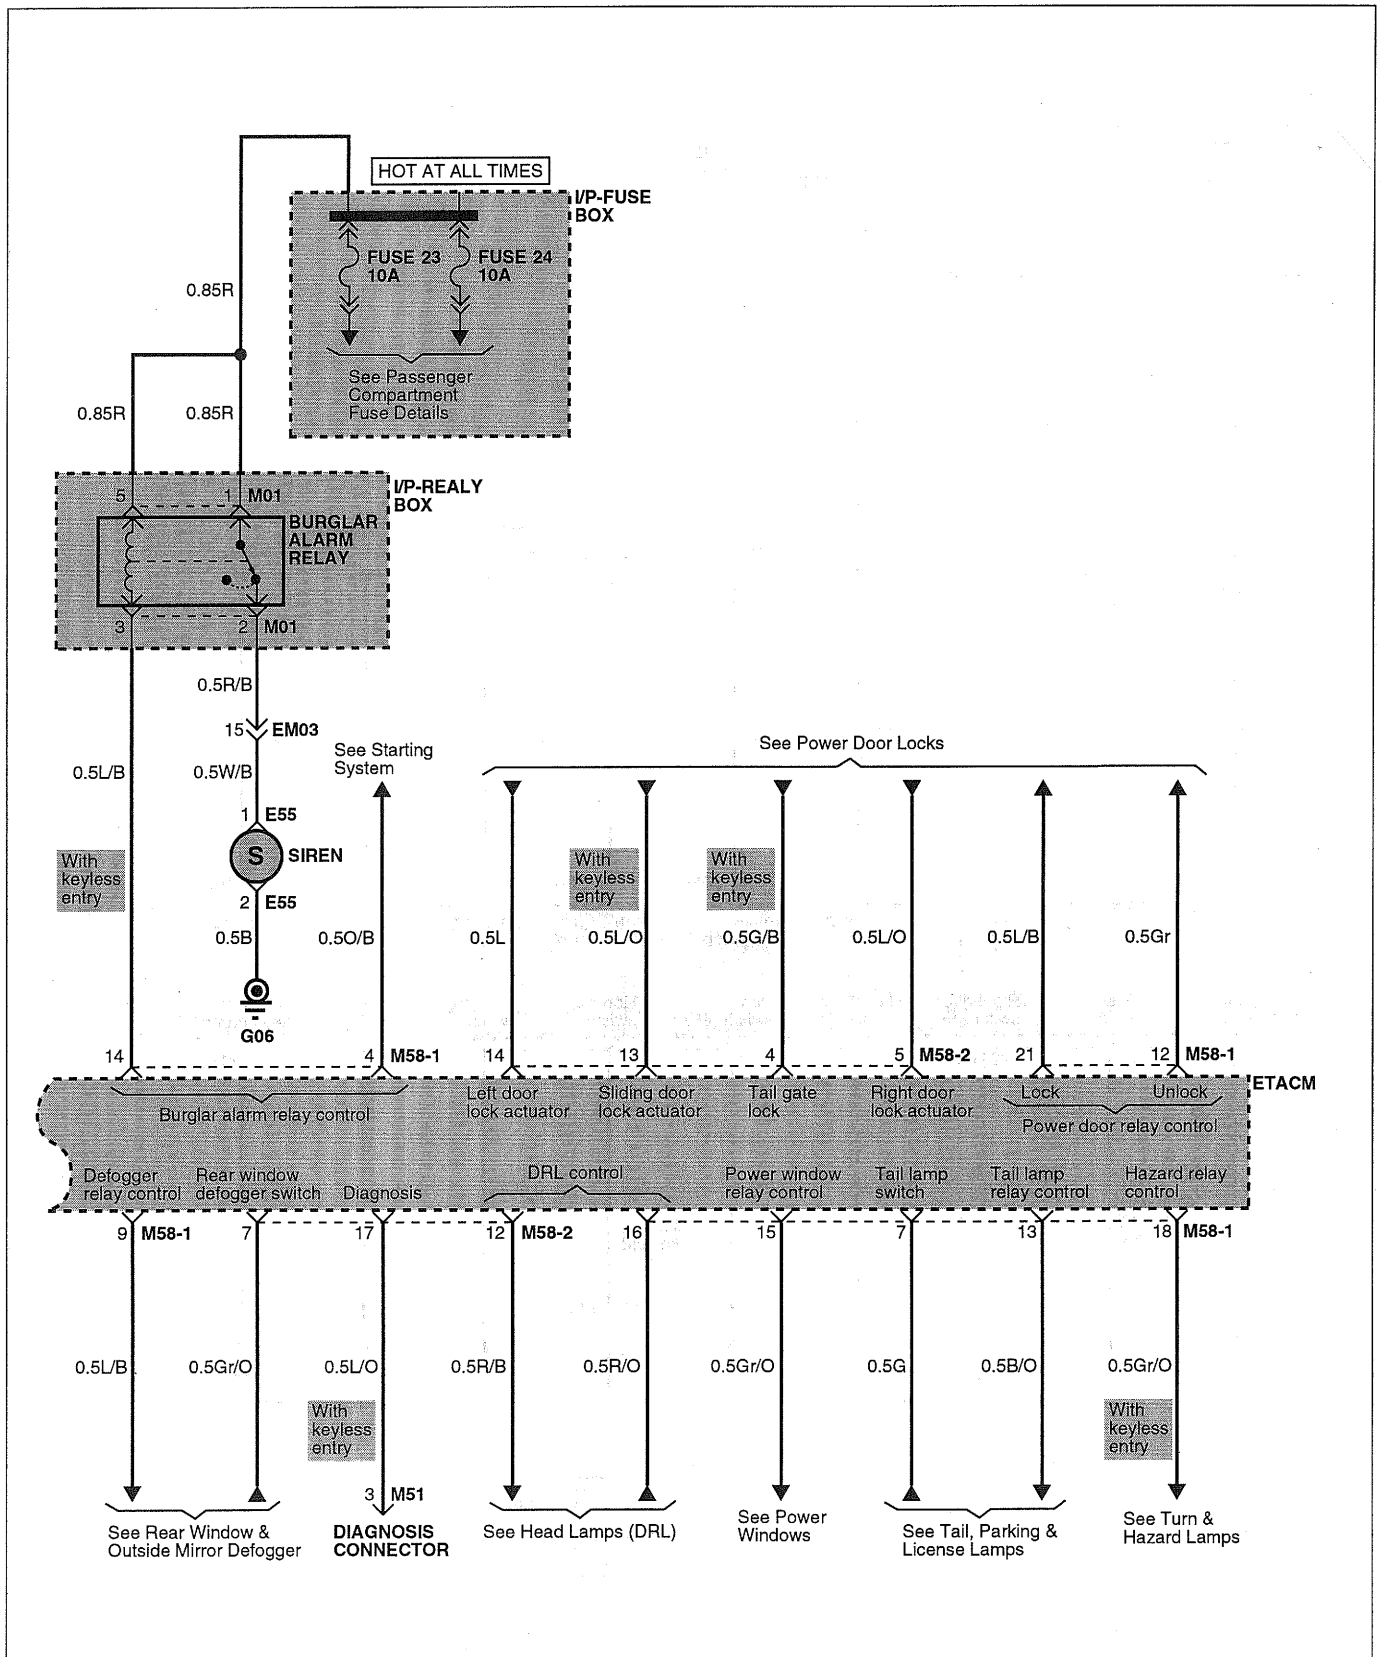 HOT AT ALL TIMES
I/P-FUSE
BOX
FUSE 23
10A
FUSE 24
10A
0.85R
See Passenger
Compartment
Fuse Details
0.85R
0.85R
I/P-REALY
BOX
5
1
M01
BURGLAR
ALARM
RELAY
3
2
M01
0.5R/B
15
EM03
See Starting
System
See Power Door Locks
0.5L/B
0.5W/B
1
E55
S
SIREN
With
keyless
entry
With
keyless
entry
With
keyless
entry
2
E55
0.5B
0.5O/B
0.5L
0.5L/O
0.5G/B
0.5L/O
0.5L/B
0.5Gr
G06
14
4
M58-1
14
13
4
5
M58-2
21
12
M58-1
ETACM
Burglar alarm relay control
Left door
lock actuator
Sliding door
lock actuator
Tail gate
lock
Right door
lock actuator
Lock
Unlock
Power door relay control
Defogger
relay control
Rear window
defogger switch
Diagnosis
DRL control
Power window
relay control
Tail lamp
switch
Tail lamp
relay control
Hazard relay
control
9
M58-1
7
17
12
M58-2
16
15
7
13
18
M58-1
0.5L/B
0.5Gr/O
0.5L/O
0.5R/B
0.5R/O
0.5Gr/O
0.5G
0.5B/O
0.5Gr/O
With
keyless
entry
With
keyless
entry
3
M51
See Rear Window &
Outside Mirror Defogger
DIAGNOSIS
CONNECTOR
See Head Lamps (DRL)
See Power
Windows
See Tail, Parking &
License Lamps
See Turn &
Hazard Lamps